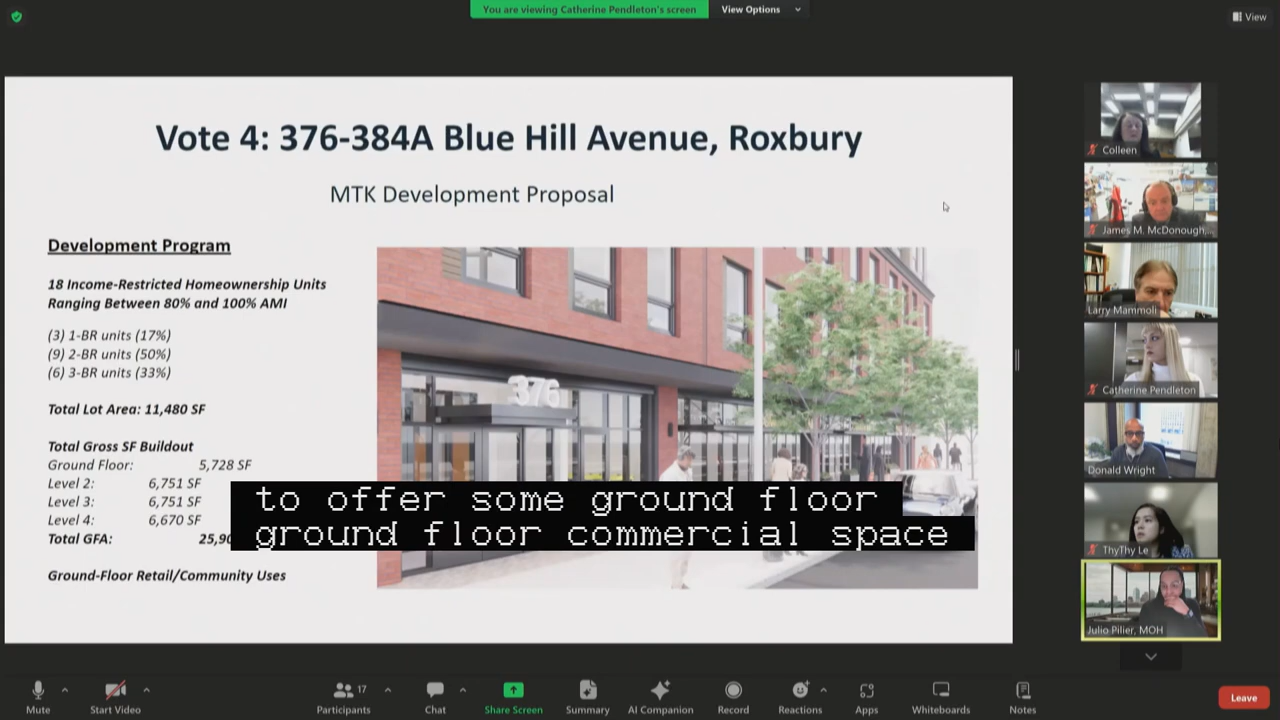 You are viewing Catherine Pendleton's screen
View Options
View
Vote 4: 376-384A Blue Hill Avenue, Roxbury
MTK Development Proposal
Development Program
18 Income-Restricted Homeownership Units
Ranging Between 80% and 100% AMI
(3) 1-BR units (17%)
(9) 2-BR units (50%)
(6) 3-BR units (33%)
Total Lot Area: 11,480 SF
Total Gross SF Buildout
Ground Floor: 5,728 SF
Level 2: 6,751 SF
Level 3: 6,751 SF
Level 4: 6,670 SF
Total GFA:
Ground-Floor Retail/Community Uses
376
to offer some ground floor
ground floor commercial space
Colleen
James M. McDonough,...
Larry Mammoli
Catherine Pendleton
Donald Wright
ThyThy Le
Julio Pilier, MOH
Mute
Start Video
Participants
17
Chat
Share Screen
Summary
AI Companion
Record
Reactions
Apps
Whiteboards
Notes
Leave